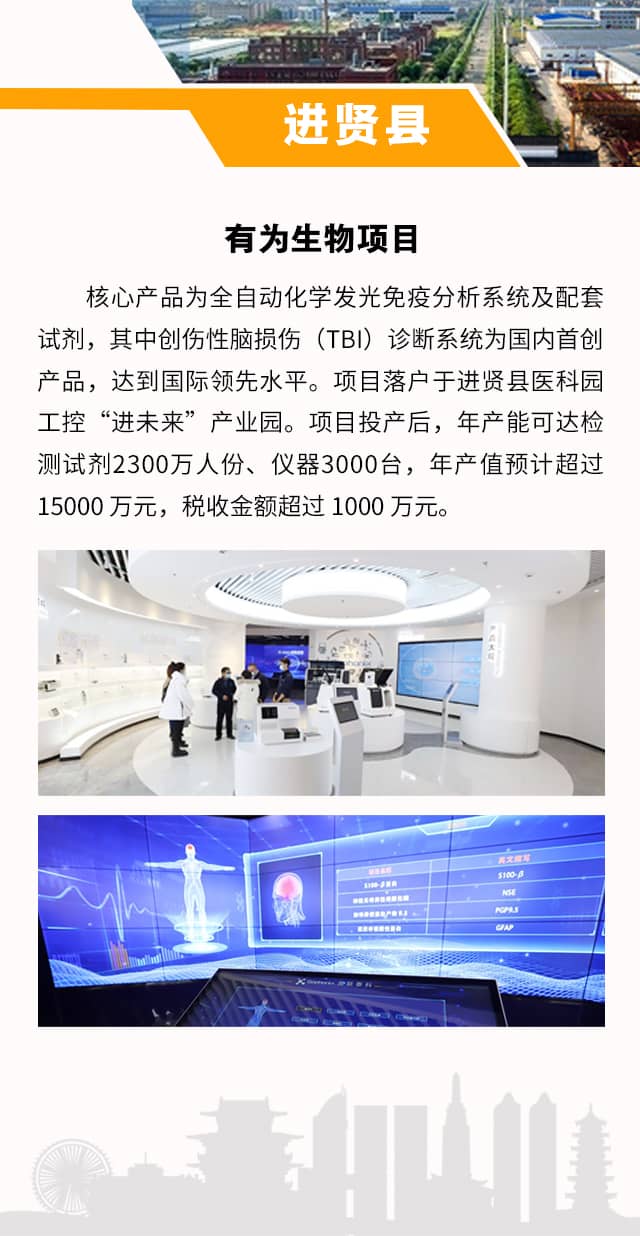 进贤县
有为生物项目
核心产品为全自动化学发光免疫分析系统及配套
试剂，其中创伤性脑损伤（TBI）诊断系统为国内首创
产品，达到国际领先水平。项目落户于进贤县医科园
工控“进未来”产业园。项目投产后，年产能可达检
测试剂2300万人份、仪器3000台，年产值预计超过
15000 万元，税收金额超过 1000 万元。
英文缩写
S100-β蛋白
S100-β
NSE
PGP9.5
GFAP